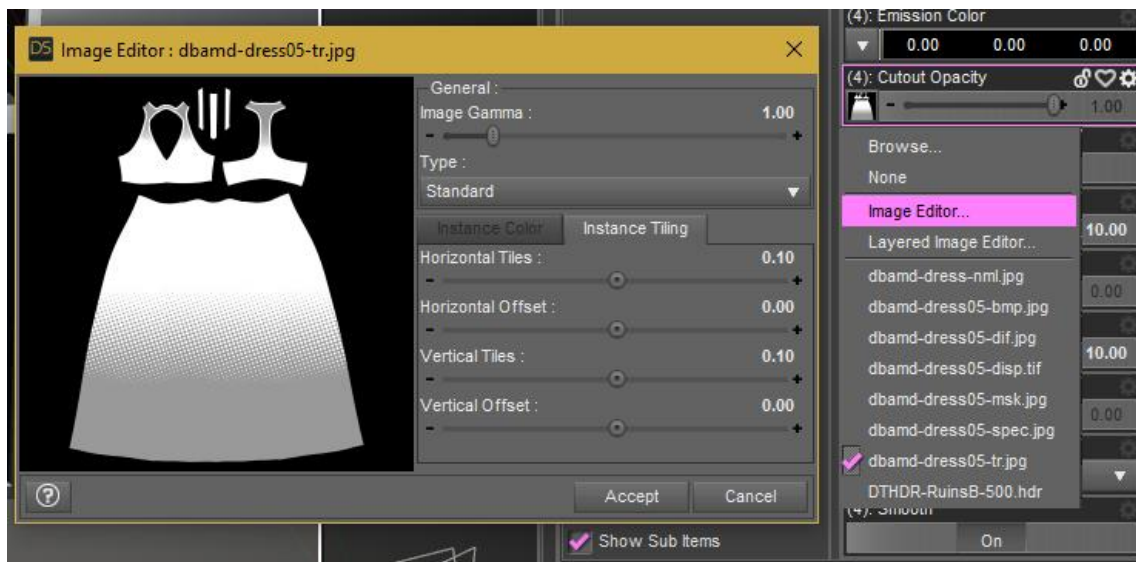 DS Image Editor : dbamd-dress05-tr.jpg
General :
Image Gamma :
1.00
-
+
Type :
Standard
Instance Color
Instance Tiling
Horizontal Tiles :
0.10
-
+
Horizontal Offset :
0.00
-
+
Vertical Tiles :
0.10
-
+
Vertical Offset :
0.00
-
+
?
Accept
Cancel
Show Sub Items
(4): Emission Color
0.00 0.00 0.00
(4): Cutout Opacity
-
+
1.00
Browse...
None
Image Editor...
Layered Image Editor...
dbamd-dress-nml.jpg
dbamd-dress05-bmp.jpg
dbamd-dress05-dif.jpg
dbamd-dress05-disp.tif
dbamd-dress05-msk.jpg
dbamd-dress05-spec.jpg
dbamd-dress05-tr.jpg
DTHDR-RuinsB-500.hdr
10.00
0.00
10.00
0.00
(4): Smooth
On